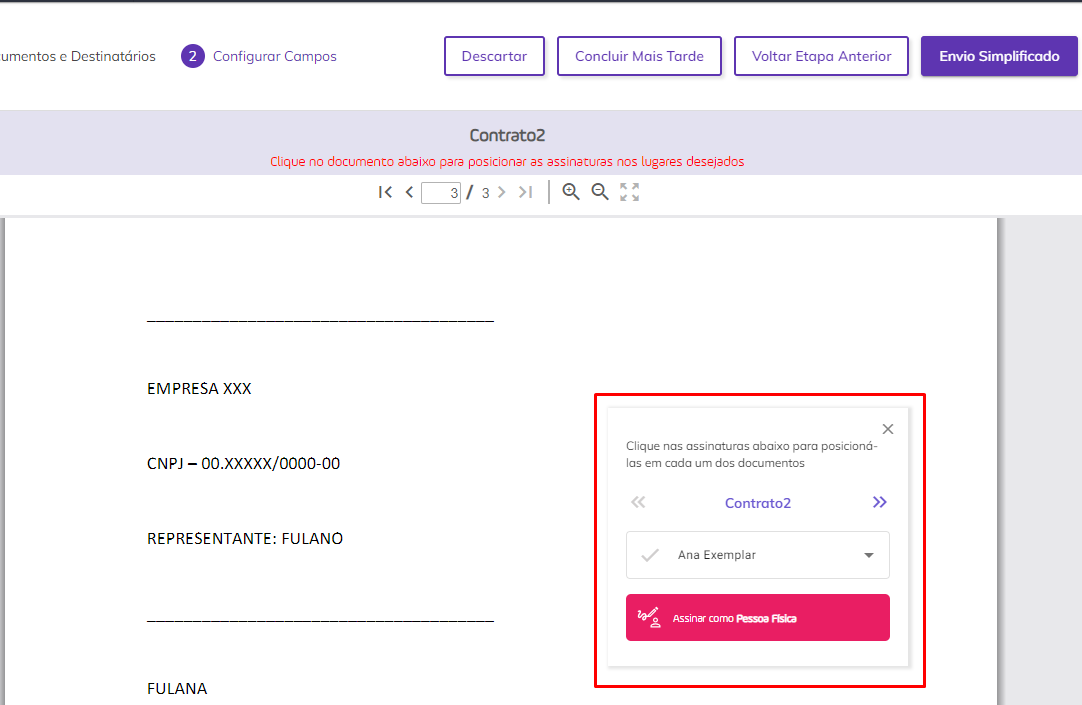 umentos e Destinatários
2 Configurar Campos
Descartar
Concluir Mais Tarde
Voltar Etapa Anterior
Envio Simplificado
Contrato2
Clique no documento abaixo para posicionar as assinaturas nos lugares desejados
3 / 3
EMPRESA XXX
CNPJ – 00.XXXXX/0000-00
REPRESENTANTE: FULANO
FULANA
Clique nas assinaturas abaixo para posicioná-
las em cada um dos documentos
Contrato2
Ana Exemplar
Assinar como Pessoa Física